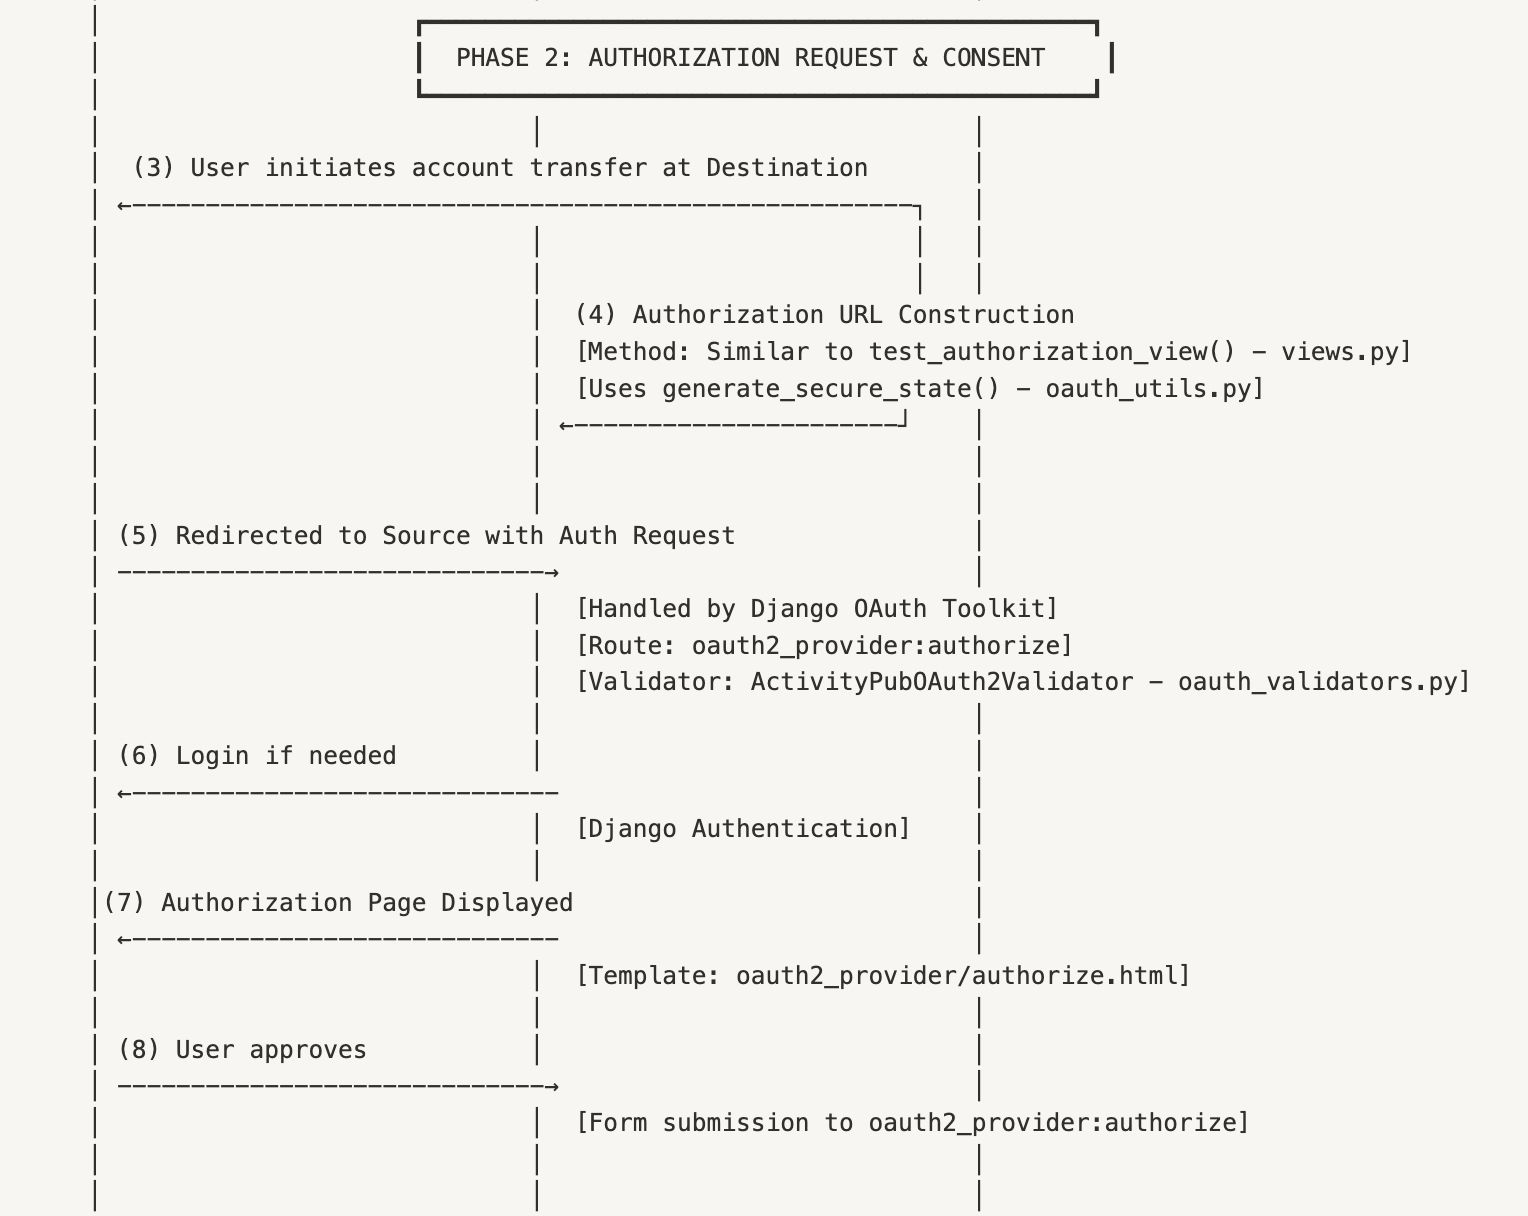 PHASE 2: AUTHORIZATION REQUEST & CONSENT
(3) User initiates account transfer at Destination
(4) Authorization URL Construction
[Method: Similar to test_authorization_view() - views.py]
[Uses generate_secure_state() - oauth_utils.py]
(5) Redirected to Source with Auth Request
[Handled by Django OAuth Toolkit]
[Route: oauth2_provider:authorize]
[Validator: ActivityPubOAuth2Validator - oauth_validators.py]
(6) Login if needed
[Django Authentication]
(7) Authorization Page Displayed
[Template: oauth2_provider/authorize.html]
(8) User approves
[Form submission to oauth2_provider:authorize]